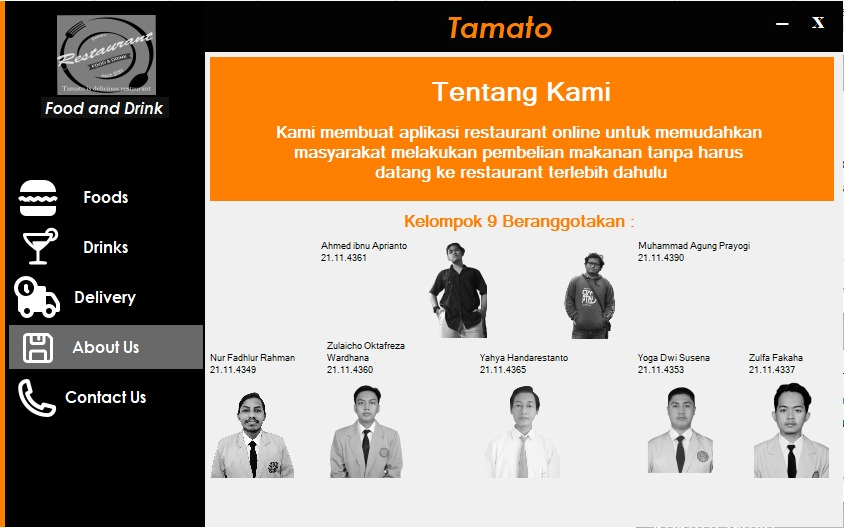 Tamato
X
Restaurant
FOOD & DRINK
Tamato is delicious restaurant
Food and Drink
Foods
Drinks
Delivery
About Us
Contact Us
Tentang Kami
Kami membuat aplikasi restaurant online untuk memudahkan
masyarakat melakukan pembelian makanan tanpa harus
datang ke restaurant terlebih dahulu
Kelompok 9 Beranggotakan :
Ahmed ibnu Aprianto
21.11.4361
Muhammad Agung Prayogi
21.11.4390
Nur Fadhlur Rahman
21.11.4349
Zulaicho Oktafreza
Wardhana
21.11.4360
Yahya Handarestanto
21.11.4365
Yoga Dwi Susena
21.11.4353
Zulfa Fakaha
21.11.4337